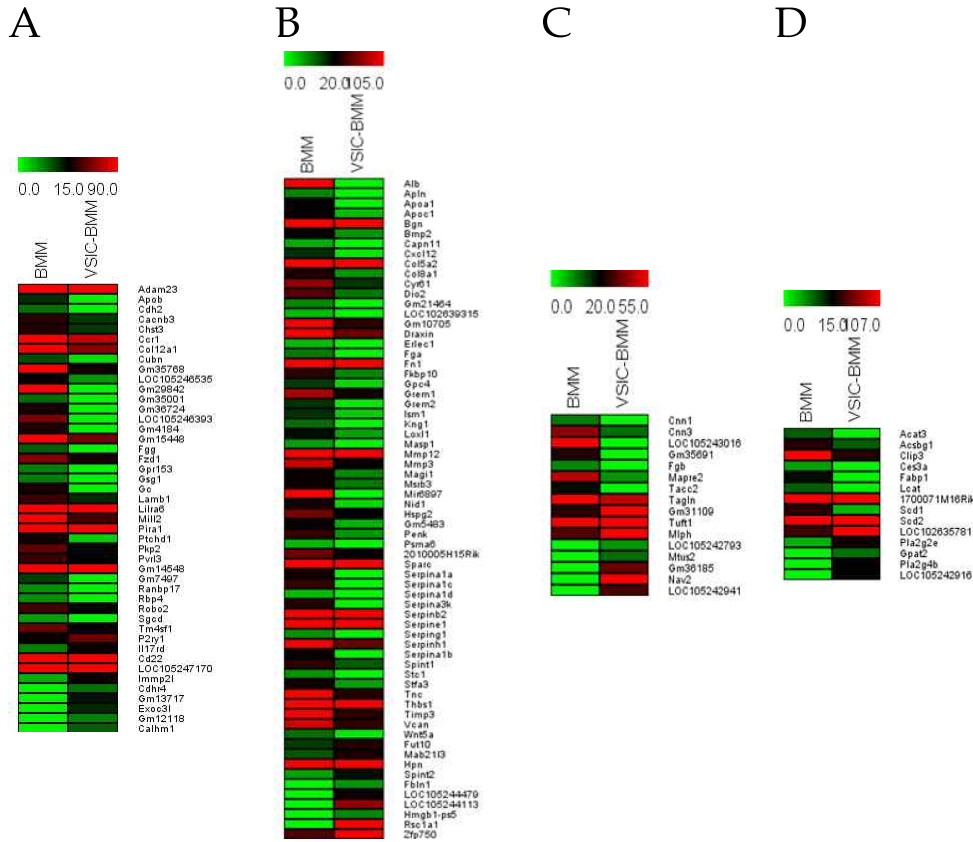 A
B
C
D
0.0 15.0 90.0
BMM
VSIC-BMM
Adam23
Apob
Cdh2
Cacnb3
Chst3
Ccr1
Col12a1
Cubn
Gm35768
LOC105246535
Gm29842
Gm35001
Gm36724
LOC105246393
Gm4184
Gm15448
Fgg
Fzd1
Gpr153
Gsg1
Gc
Lamb1
Lilra6
Mill2
Pira1
Ptchd1
Pkp2
Pvrl3
Gm14548
Gm7497
Ranbp17
Rbp4
Robo2
Sgcd
Tm4sf1
P2ry1
Il17rd
Cd22
LOC105247170
Immp2l
Cdhr4
Gm13717
Exoc3l
Gm12118
Calhm1
0.0 20.0 105.0
BMM
VSIC-BMM
Alb
Apln
Apoa1
Apoc1
Bgn
Bmp2
Capn11
Cxcl12
Col5a2
Col8a1
Cyr61
Dio2
Gm21464
LOC102639315
Gm10705
Draxin
Erlec1
Fga
Fn1
Fkbp10
Gpc4
Grem1
Grem2
Ism1
Kng1
Loxl1
Masp1
Mmp12
Mmp3
Magi1
Msrb3
Mir6897
Nid1
Hspg2
Gm5483
Penk
Psma6
2010005H15Rik
Sparc
Serpina1a
Serpina1c
Serpina1d
Serpina3k
Serpinb2
Serpine1
Serping1
Serpinh1
Serpina1b
Spint1
Stc1
Stfa3
Tnc
Thbs1
Timp3
Vcan
Wnt5a
Fut10
Mab21l3
Hpn
Spint2
Fbln1
LOC105244479
LOC105244113
Hmgb1-ps5
Rsc1a1
Zfp750
0.0 20.0 55.0
BMM
VSIC-BMM
Cnn1
Cnn3
LOC105243016
Gm35691
Fgb
Mapre2
Tacc2
Tagln
Gm31109
Tuft1
Mlph
LOC105242793
Mtus2
Gm36185
Nav2
LOC105242941
0.0 15.0 107.0
BMM
VSIC-BMM
Acat3
Acsbg1
Clip3
Ces3a
Fabp1
Lcat
1700071M16Rik
Scd1
Scd2
LOC102635781
Pla2g2e
Gpat2
Pla2g4b
LOC105242916